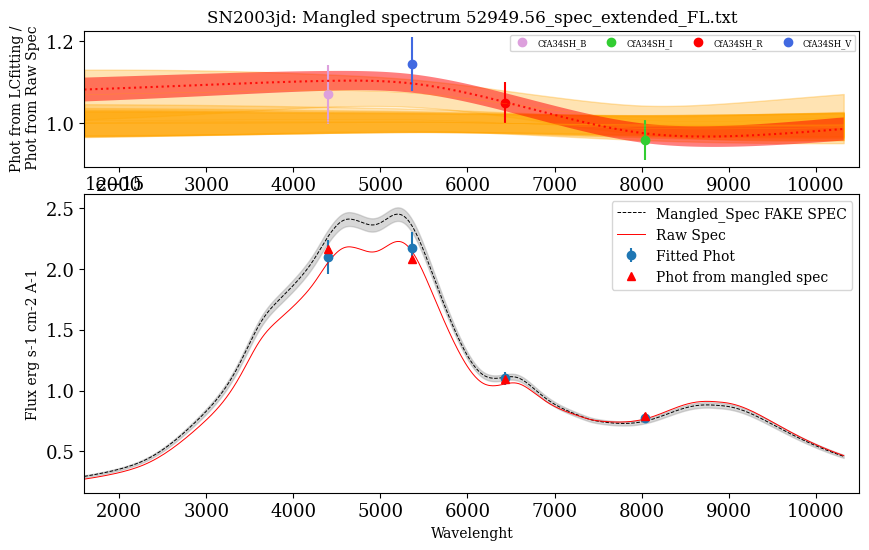 SN2003jd: Mangled spectrum 52949.56_spec_extended_FL.txt
Phot from LCfitting /
Phot from Raw Spec
1.2
1.0
CfA34SH_B CfA34SH_I CfA34SH_R CfA34SH_V
2000 3000 4000 5000 6000 7000 8000 9000 10000
1e−15
Flux erg s-1 cm-2 A-1
2.5
2.0
1.5
1.0
0.5
Mangled_Spec FAKE SPEC
Raw Spec
Fitted Phot
Phot from mangled spec
2000 3000 4000 5000 6000 7000 8000 9000 10000
Wavelenght